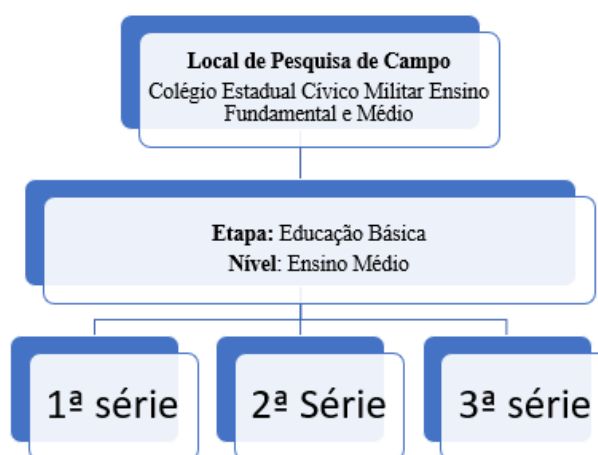 Local de Pesquisa de Campo
Colégio Estadual Cívico Militar Ensino
Fundamental e Médio
Etapa: Educação Básica
Nível: Ensino Médio
1ª série
2ª Série
3ª série